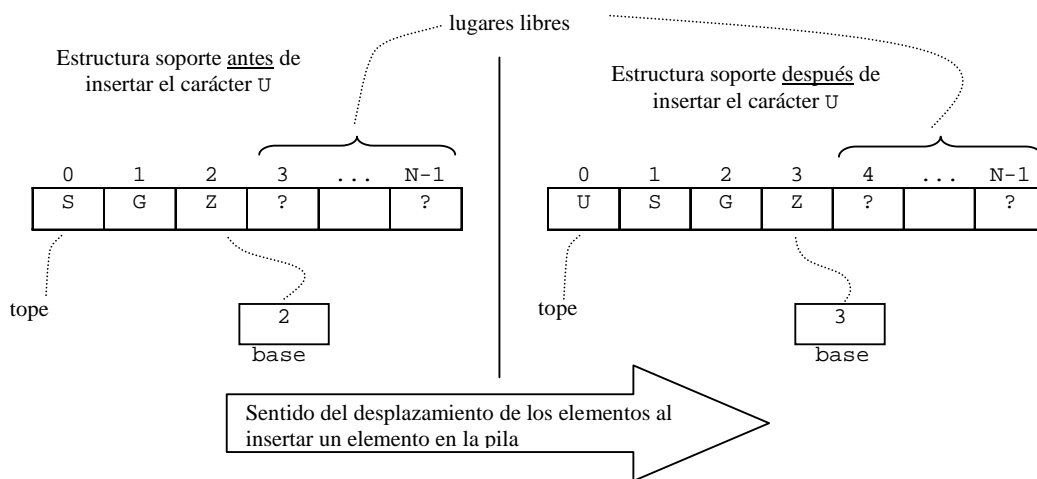 lugares libres
Estructura soporte antes de
insertar el carácter U
0 1 2 3 ... N-1
S G Z ? ?
tope
2
base
Estructura soporte después de
insertar el carácter U
0 1 2 3 4 ... N-1
U S G Z ? ?
tope
3
base
Sentido del desplazamiento de los elementos al
insertar un elemento en la pila